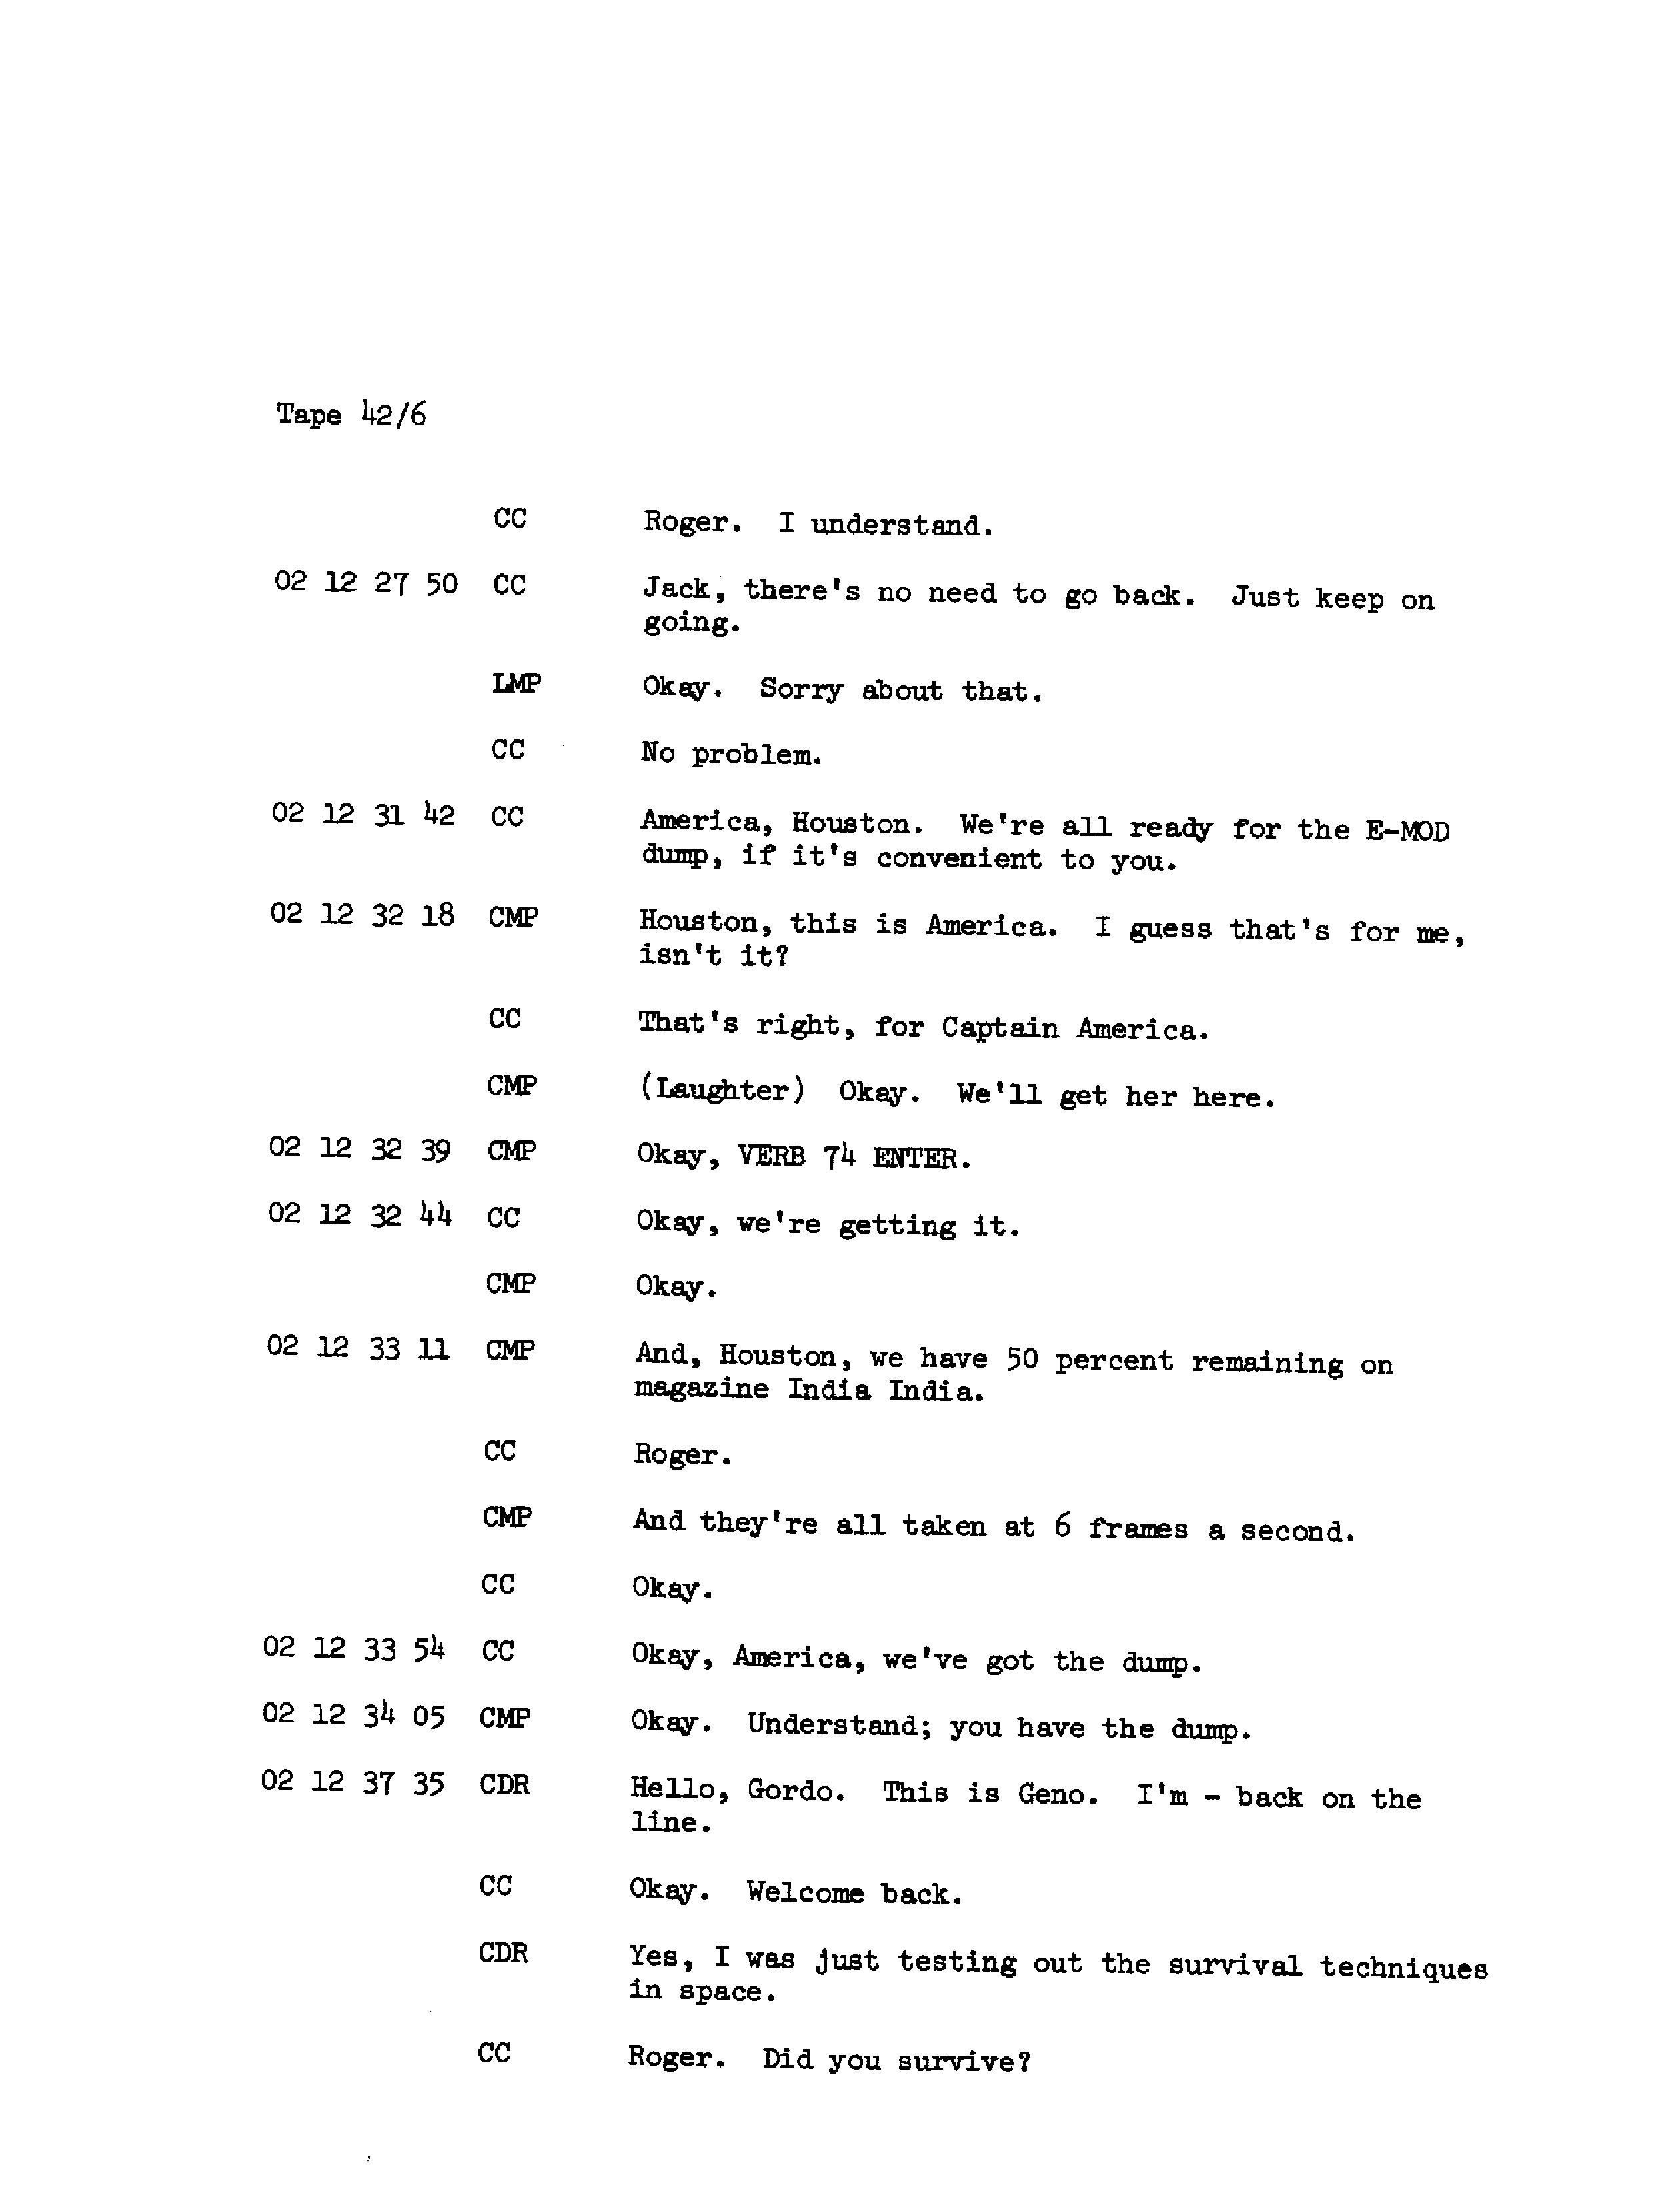 Tape 42/6
CC Roger. I understand.
02 12 27 50 CC Jack, there's no need to go back. Just keep on
going.
LMP Okay. Sorry about that.
CC No problem.
02 12 31 42 CC America, Houston. We're all ready for the E-MOD
dump, if it's convenient to you.
02 12 32 18 CMP Houston, this is America. I guess that's for me,
isn't it?
CC That's right, for Captain America.
CMP (Laughter) Okay. We'll get her here.
02 12 32 39 CMP Okay, VERB 74 ENTER.
02 12 32 44 CC Okay, we're getting it.
CMP Okay.
02 12 33 11 CMP And, Houston, we have 50 percent remaining on
magazine India India.
CC Roger.
CMP And they're all taken at 6 frames a second.
CC Okay.
02 12 33 54 CC Okay, America, we've got the dump.
02 12 34 05 CMP Okay. Understand; you have the dump.
02 12 37 35 CDR Hello, Gordo. This is Geno. I'm - back on the
line.
CC Okay. Welcome back.
CDR Yes, I was just testing out the survival techniques
in space.
CC Roger. Did you survive?